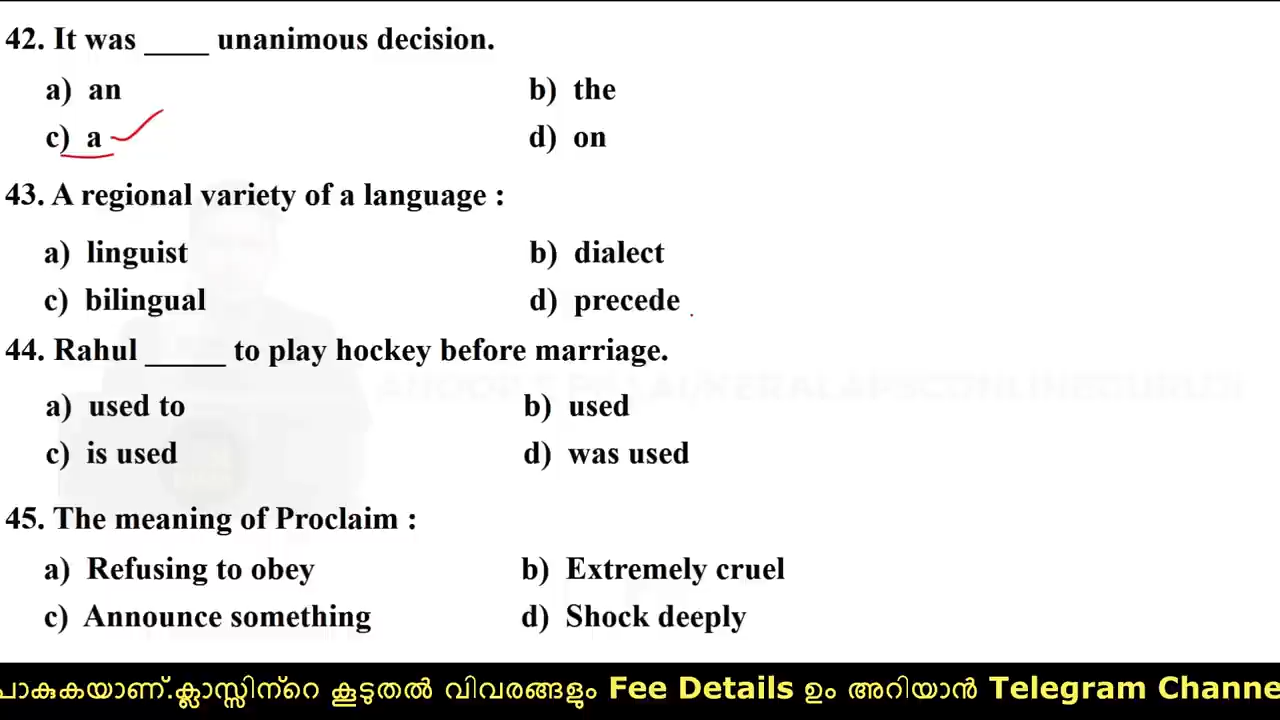 42. It was ____ unanimous decision.
a) an b) the
c) a d) on
43. A regional variety of a language :
a) linguist b) dialect
c) bilingual d) precede
44. Rahul _____ to play hockey before marriage.
a) used to b) used
c) is used d) was used
45. The meaning of Proclaim :
a) Refusing to obey b) Extremely cruel
c) Announce something d) Shock deeply
പാകുകയാണ്.ക്ലാസ്സിന്റെ കൂടുതൽ വിവരങ്ങളും Fee Details ഉം അറിയാൻ Telegram Channe